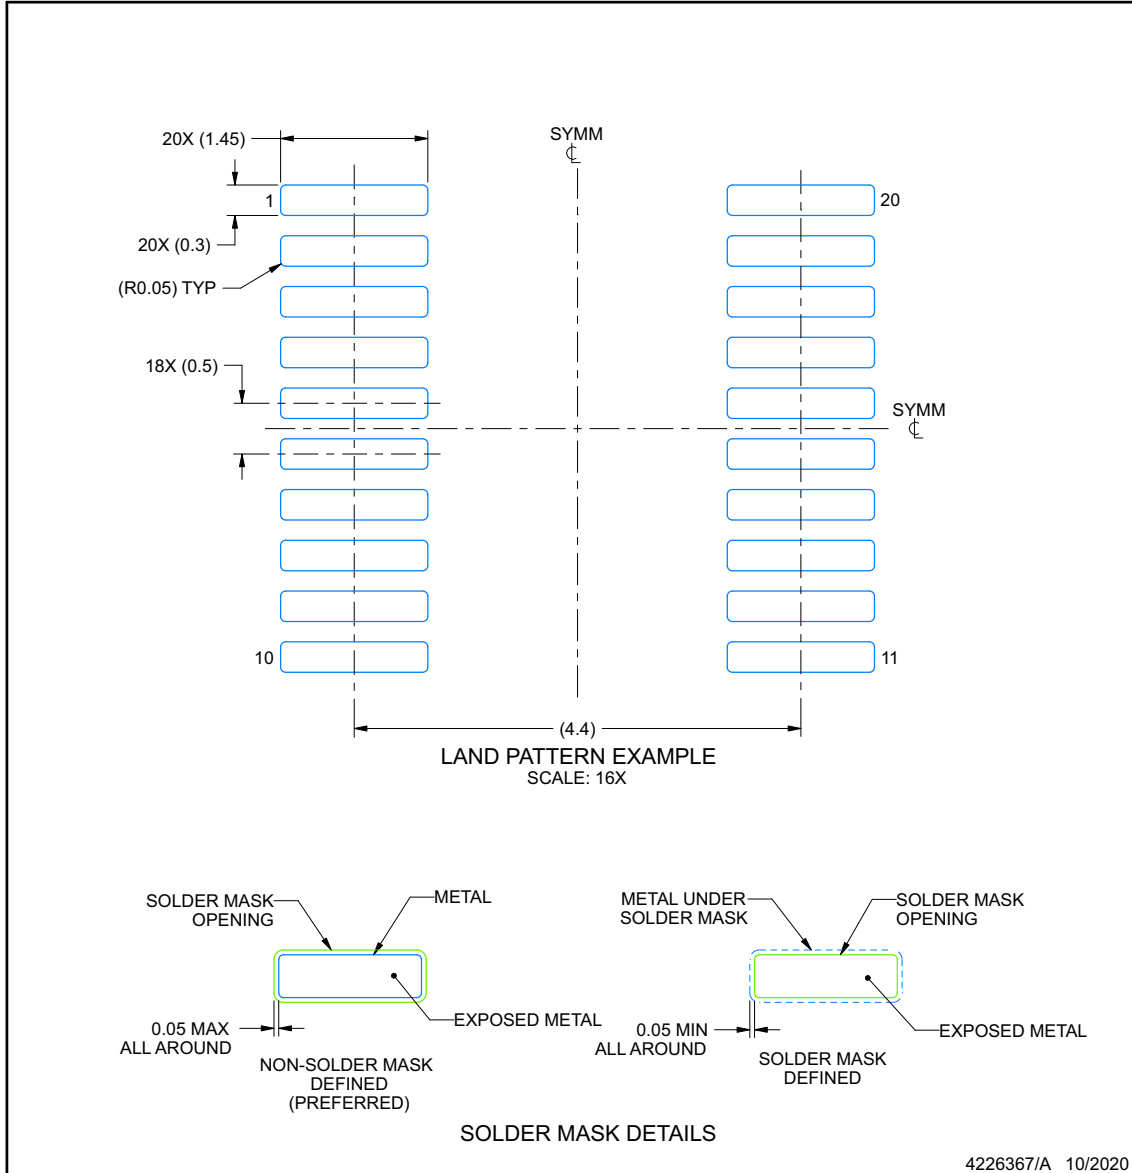 20X (1.45)
SYMM
℄
1
20
20X (0.3)
(R0.05) TYP
18X (0.5)
SYMM
℄
10
11
(4.4)
LAND PATTERN EXAMPLE
SCALE: 16X
SOLDER MASK
OPENING
METAL
EXPOSED METAL
0.05 MAX
ALL AROUND
NON-SOLDER MASK
DEFINED
(PREFERRED)
METAL UNDER
SOLDER MASK
SOLDER MASK
OPENING
EXPOSED METAL
0.05 MIN
ALL AROUND
SOLDER MASK
DEFINED
SOLDER MASK DETAILS
4226367/A 10/2020